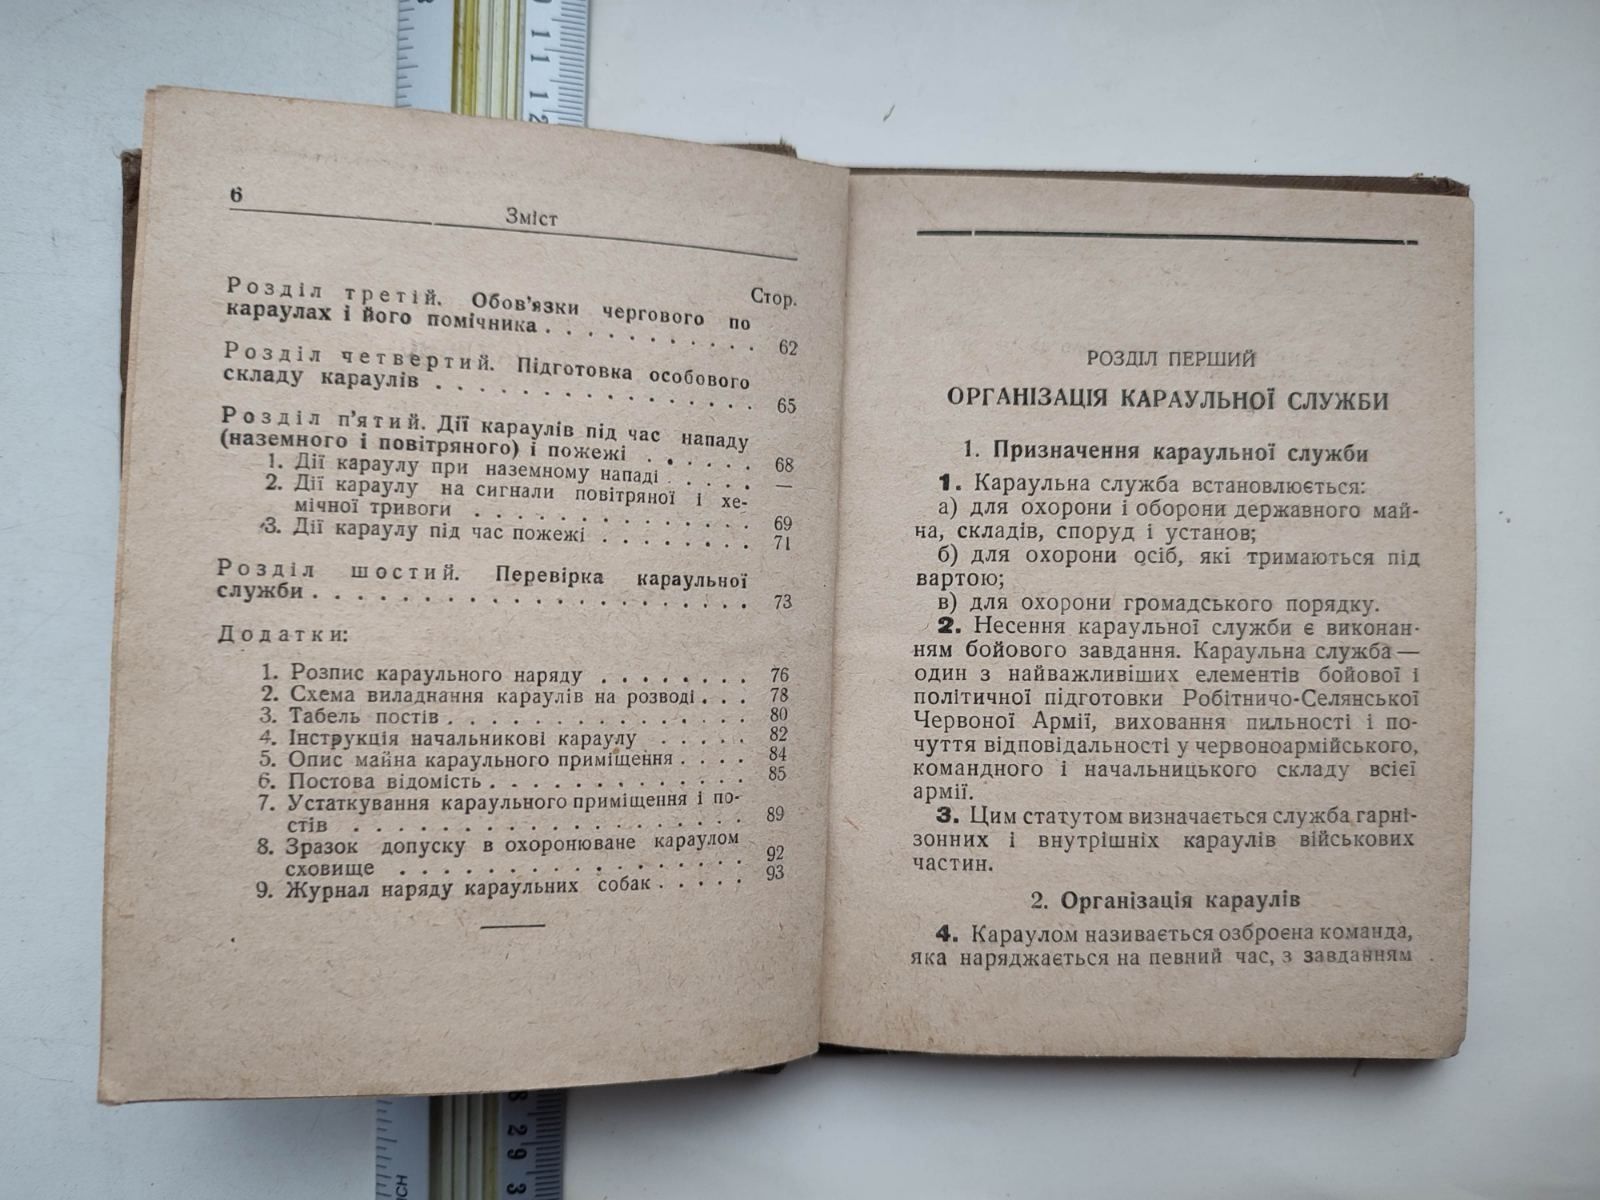 6
Зміст
Стор.
Розділ третій. Обов'язки чергового по
караулах і його помічника . . . . . . . . . . . 62
Розділ четвертий. Підготовка особового
складу караулів . . . . . . . . . . . . . . . 65
Розділ п'ятий. Дії караулів під час нападу
(наземного і повітряного) і пожежі . . . . . . 68
1. Дії караулу при наземному нападі . . . . . —
2. Дії караулу на сигнали повітряної і хе-
мічної тривоги . . . . . . . . . . . . . 69
3. Дії караулу під час пожежі . . . . . . . . 71
Розділ шостий. Перевірка караульної
служби . . . . . . . . . . . . . . . . . . . . 73
Додатки:
1. Розпис караульного наряду . . . . . . . . 76
2. Схема виладнання караулів на розводі . . . 78
3. Табель постів . . . . . . . . . . . . . . . 80
4. Інструкція начальникові караулу . . . . . 82
5. Опис майна караульного приміщення . . . . 84
6. Постова відомість . . . . . . . . . . . . . 85
7. Устаткування караульного приміщення і по-
стів . . . . . . . . . . . . . . . . . . . 89
8. Зразок допуску в охоронюване караулом
сховище . . . . . . . . . . . . . . . . . 92
9. Журнал наряду караульних собак . . . . . 93
РОЗДІЛ ПЕРШИЙ
ОРГАНІЗАЦІЯ КАРАУЛЬНОЇ СЛУЖБИ
1. Призначення караульної служби
1. Караульна служба встановлюється:
а) для охорони і оборони державного май-
на, складів, споруд і установ;
б) для охорони осіб, які тримаються під
вартою;
в) для охорони громадського порядку.
2. Несення караульної служби є виконан-
ням бойового завдання. Караульна служба —
один з найважливіших елементів бойової і
політичної підготовки Робітничо-Селянської
Червоної Армії, виховання пильності і по-
чуття відповідальності у червоноармійського,
командного і начальницького складу всієї
армії.
3. Цим статутом визначається служба гарні-
зонних і внутрішніх караулів військових
частин.
2. Організація караулів
4. Караулом називається озброєна команда,
яка наряджається на певний час, з завданням
11
12
29
3